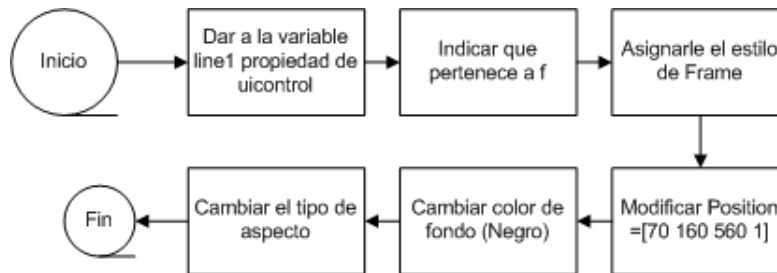 Inicio
Dar a la variable
line1 propiedad de
uicontrol
Indicar que
pertenece a f
Asignarle el estilo
de Frame
Modificar Position
=[70 160 560 1]
Cambiar color de
fondo (Negro)
Cambiar el tipo de
aspecto
Fin